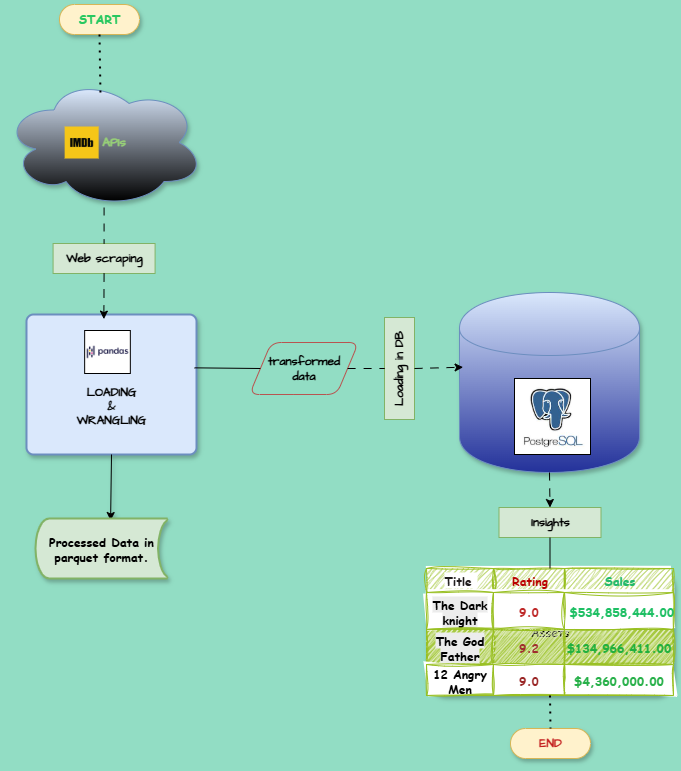 START
IMDb APIs
Web scraping
pandas
LOADING
&
WRANGLING
transformed
data
Loading in DB
PostgreSQL
Processed Data in
parquet format.
Insights
Title Rating Sales
The Dark
knight
9.0 $534,858,444.00
Assets
The God
Father
9.2 $134,966,411.00
12 Angry
Men
9.0 $4,360,000.00
END